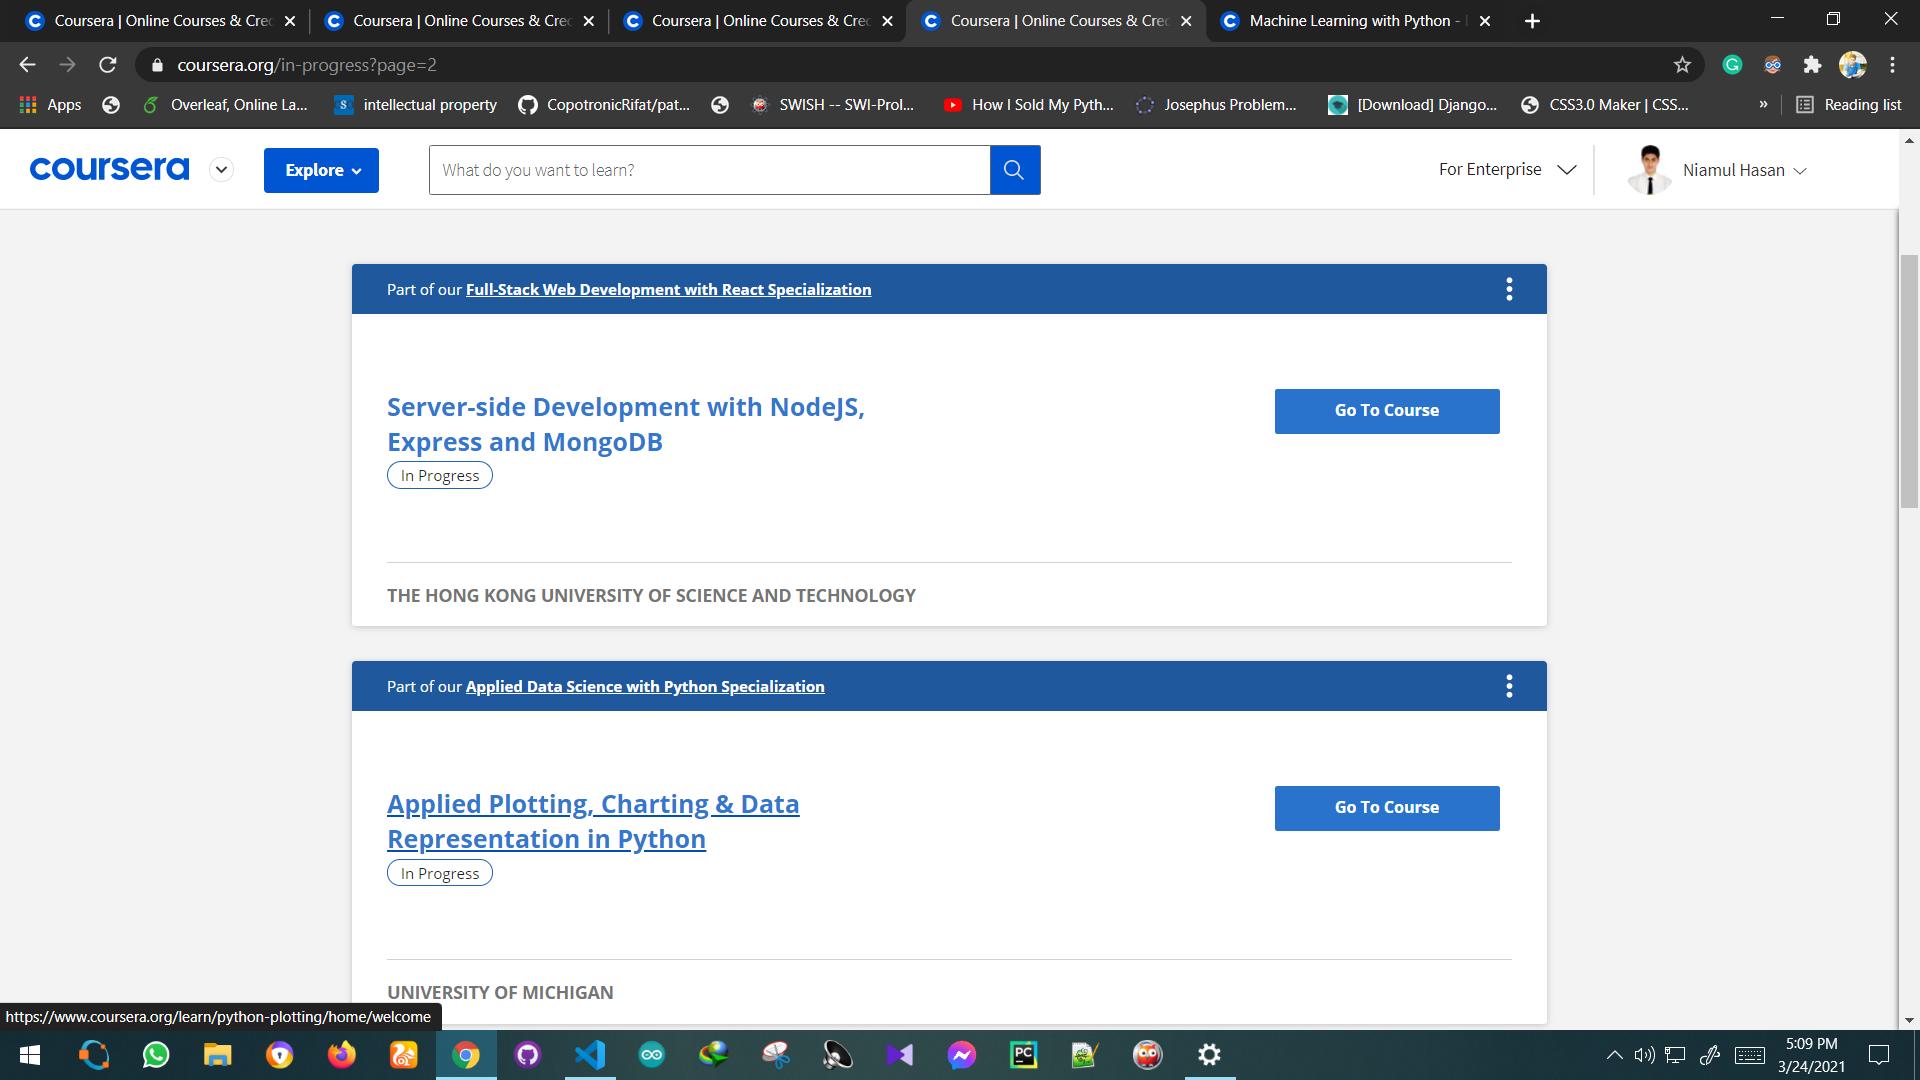 Coursera | Online Courses & Crec
Coursera | Online Courses & Crec
Coursera | Online Courses & Crec
Coursera | Online Courses & Crec
Machine Learning with Python -
coursera.org/in-progress?page=2
Apps
Overleaf, Online La...
intellectual property
CopotronicRifat/pat...
SWISH -- SWI-Prol...
How I Sold My Pyth...
Josephus Problem...
[Download] Django...
CSS3.0 Maker | CSS...
»
Reading list
coursera
Explore
What do you want to learn?
For Enterprise
Niamul Hasan
Part of our Full-Stack Web Development with React Specialization
Server-side Development with NodeJS,
Express and MongoDB
Go To Course
In Progress
THE HONG KONG UNIVERSITY OF SCIENCE AND TECHNOLOGY
Part of our Applied Data Science with Python Specialization
Applied Plotting, Charting & Data
Representation in Python
Go To Course
In Progress
UNIVERSITY OF MICHIGAN
https://www.coursera.org/learn/python-plotting/home/welcome
5:09 PM
3/24/2021